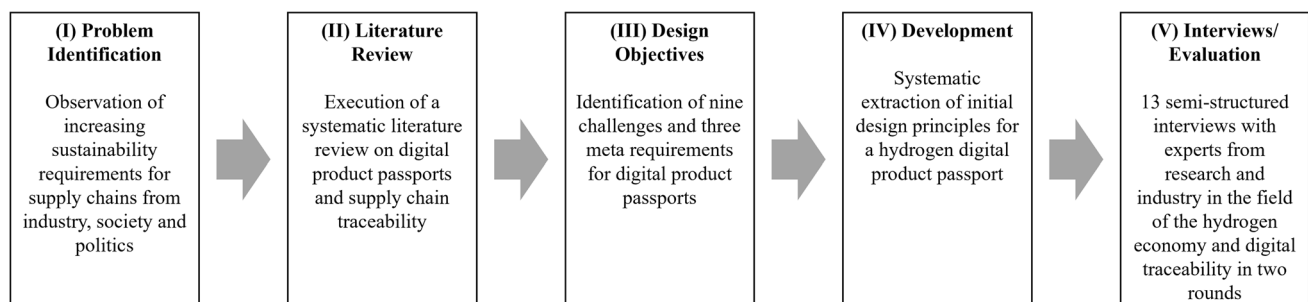 (I) Problem
Identification
Observation of
increasing
sustainability
requirements for
supply chains from
industry, society and
politics
(II) Literature
Review
Execution of a
systematic literature
review on digital
product passports
and supply chain
traceability
(III) Design
Objectives
Identification of nine
challenges and three
meta requirements
for digital product
passports
(IV) Development
Systematic
extraction of initial
design principles for
a hydrogen digital
product passport
(V) Interviews/
Evaluation
13 semi-structured
interviews with
experts from
research and
industry in the field
of the hydrogen
economy and digital
traceability in two
rounds